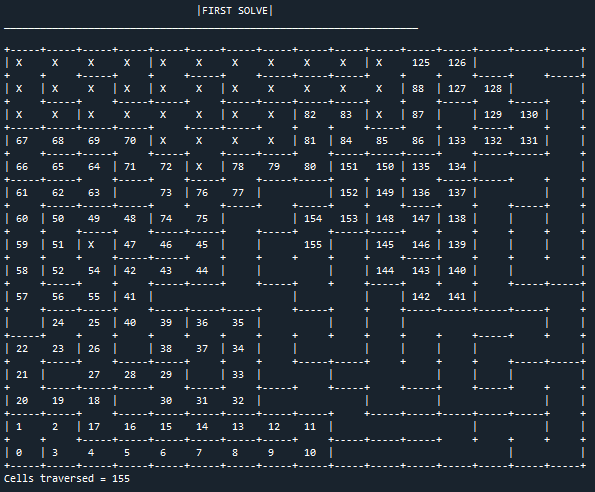 |FIRST SOLVE|
X X X X X X X X X X X 125 126
X X X X X X X X X X X 88 127 128
X X X X X X X X 82 83 X 87 129 130
67 68 69 70 X X X X 81 84 85 86 133 132 131
66 65 64 71 72 X 78 79 80 151 150 135 134
61 62 63 73 76 77 152 149 136 137
60 50 49 48 74 75 154 153 148 147 138
59 51 X 47 46 45 155 145 146 139
58 52 54 42 43 44 144 143 140
57 56 55 41 142 141
24 25 40 39 36 35
22 23 26 38 37 34
21 27 28 29 33
20 19 18 30 31 32
1 2 17 16 15 14 13 12 11
0 3 4 5 6 7 8 9 10
Cells traversed = 155